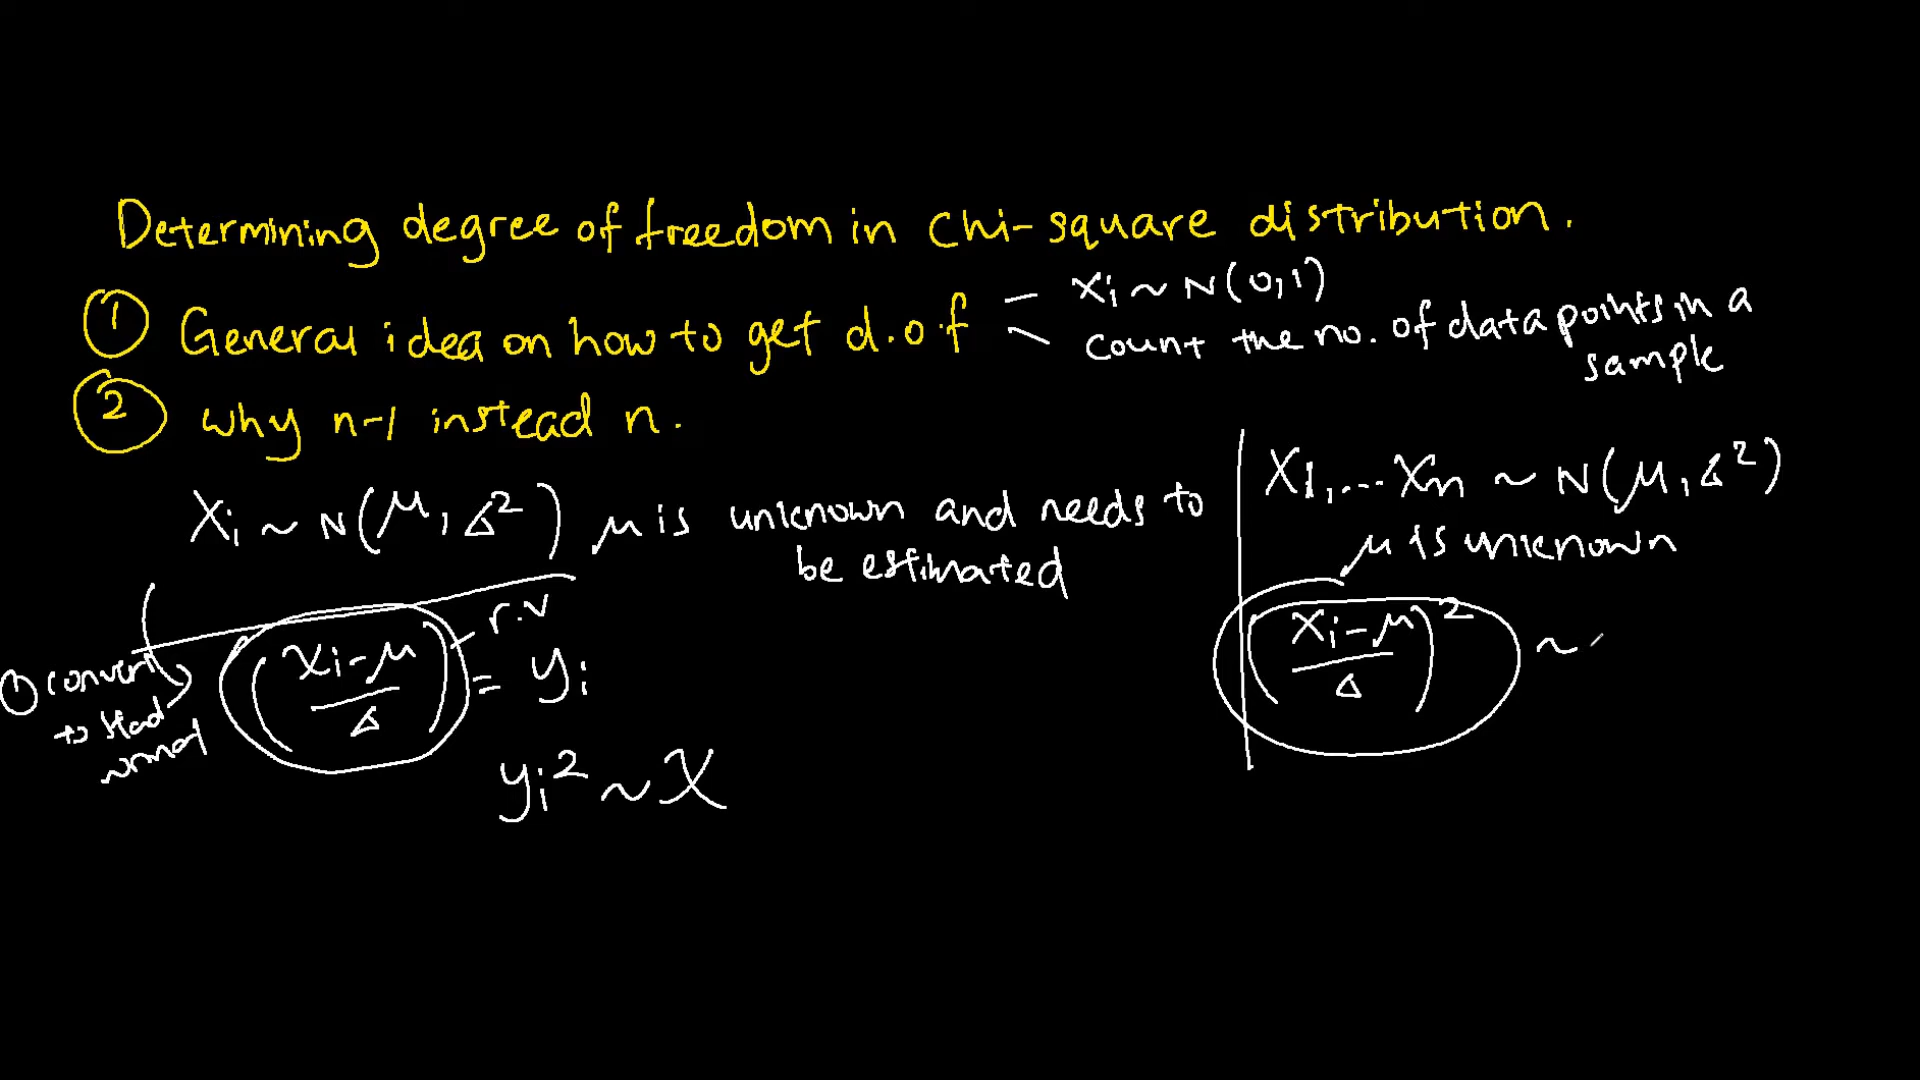 Determining degree of freedom in chi-square distribution.
① General idea on how to get d.o.f
– Xi ~ N(0,1)
– count the no. of data points in a
sample
② why n-1 instead n.
Xi ~ N(μ, σ²) μ is unknown and needs to
be estimated
① convert
to stad
normal
(Xi-μ/σ) = yi
r.v
yi² ~ X
X1,... Xn ~ N(μ, σ²)
μ is unknown
(Xi-μ/σ)² ~